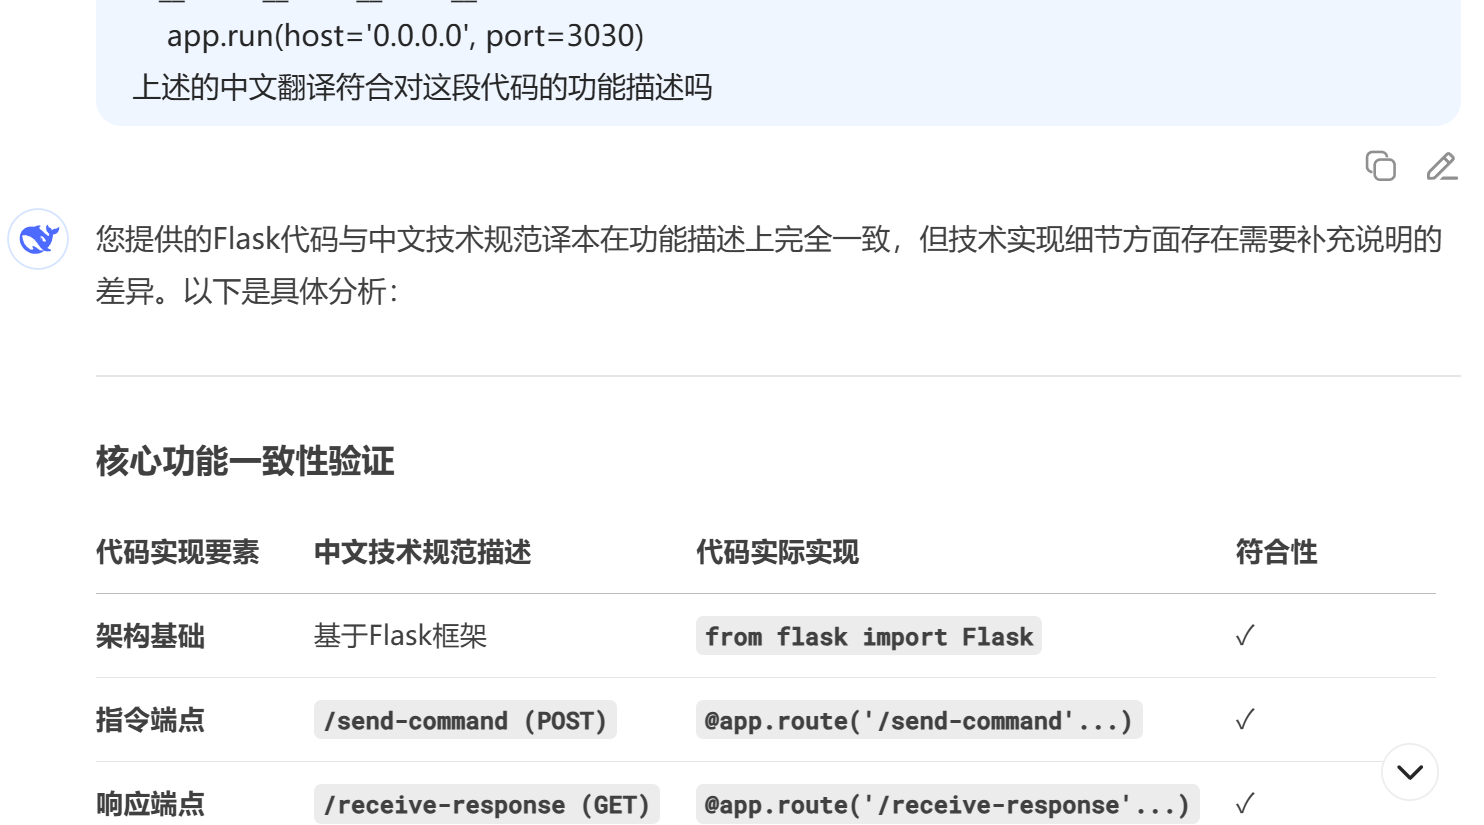 app.run(host='0.0.0.0', port=3030)
上述的中文翻译符合对这段代码的功能描述吗
您提供的Flask代码与中文技术规范译本在功能描述上完全一致，但技术实现细节方面存在需要补充说明的
差异。以下是具体分析：
核心功能一致性验证
代码实现要素 中文技术规范描述 代码实际实现 符合性
架构基础 基于Flask框架 from flask import Flask ✓
指令端点 /send-command (POST) @app.route('/send-command'...) ✓
响应端点 /receive-response (GET) @app.route('/receive-response'...) ✓